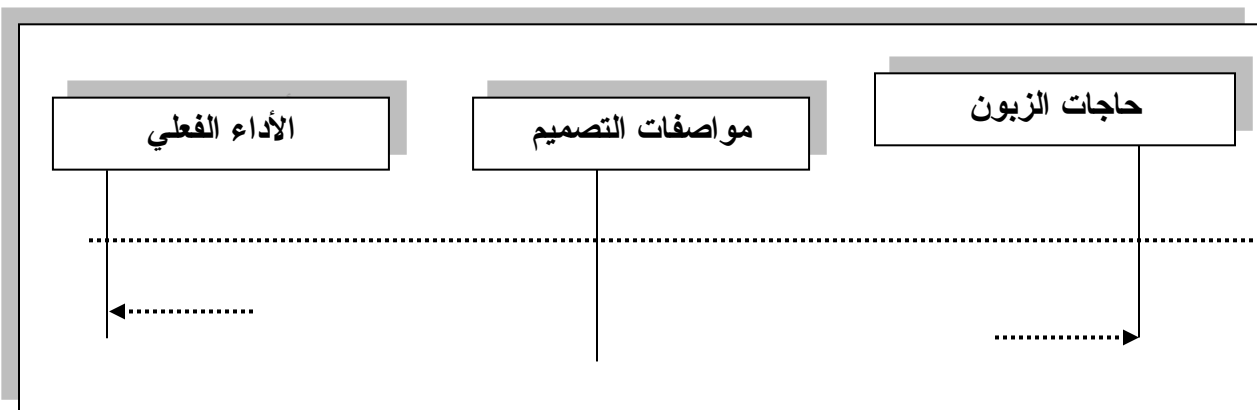 حاجات الزبون
مواصفات التصميم
الأداء الفعلي